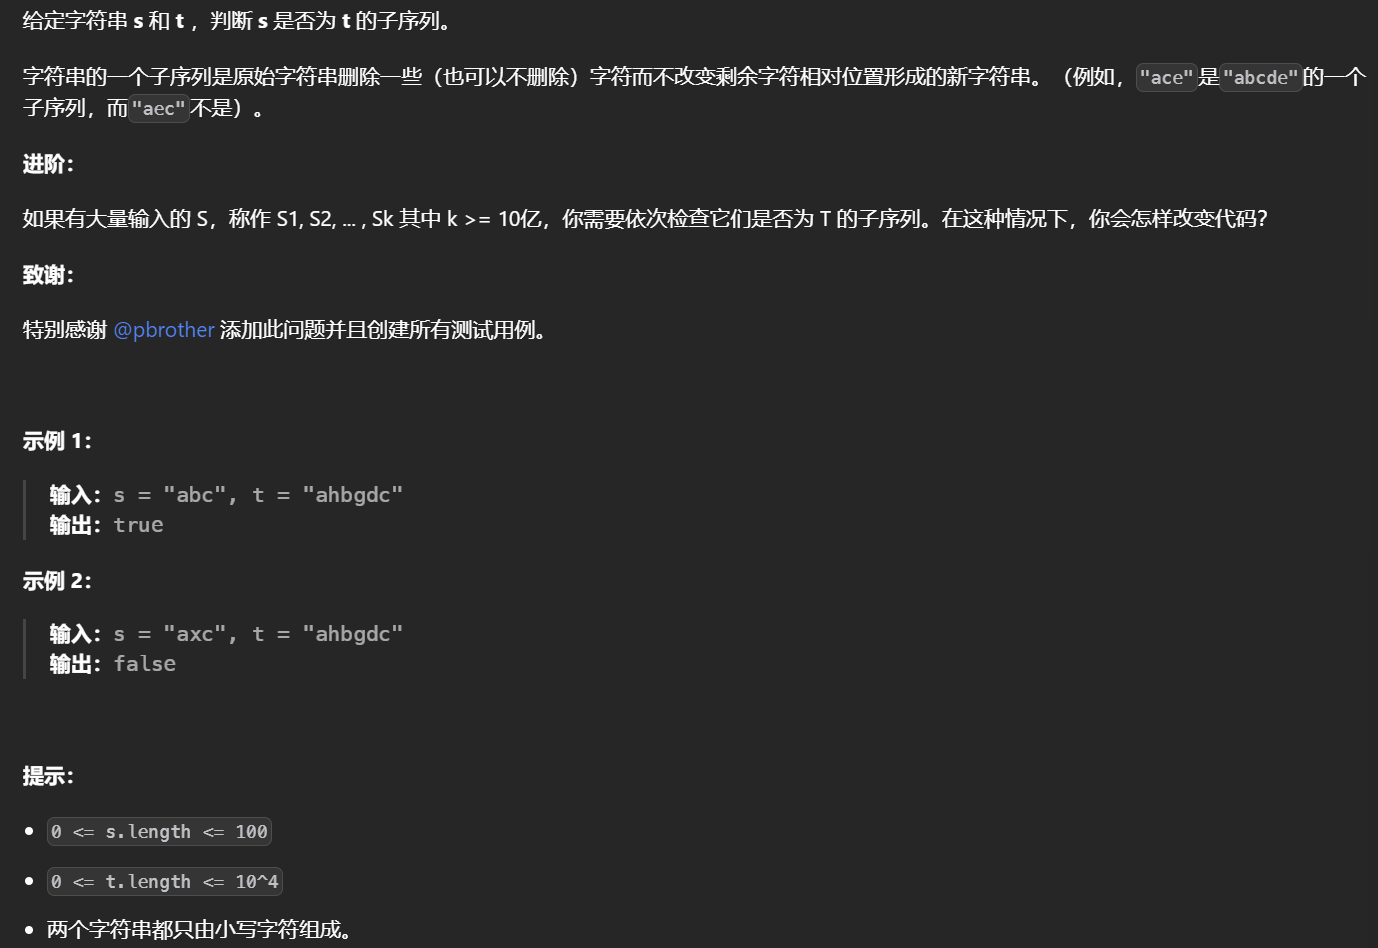 给定字符串 s 和 t ，判断 s 是否为 t 的子序列。
字符串的一个子序列是原始字符串删除一些（也可以不删除）字符而不改变剩余字符相对位置形成的新字符串。（例如，"ace"是"abcde"的一个
子序列，而"aec"不是）。
进阶：
如果有大量输入的 S，称作 S1, S2, ... , Sk 其中 k >= 10亿，你需要依次检查它们是否为 T 的子序列。在这种情况下，你会怎样改变代码？
致谢：
特别感谢 @pbrother 添加此问题并且创建所有测试用例。
示例 1：
输入：s = "abc", t = "ahbgdc"
输出：true
示例 2：
输入：s = "axc", t = "ahbgdc"
输出：false
提示：
• 0 <= s.length <= 100
• 0 <= t.length <= 10^4
• 两个字符串都只由小写字符组成。